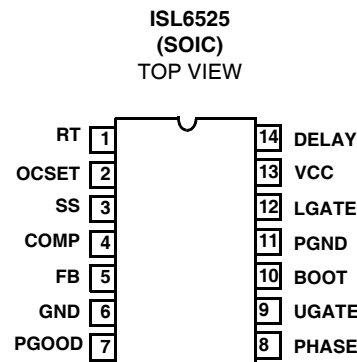 ISL6525
(SOIC)
TOP VIEW
RT 1 14 DELAY
OCSET 2 13 VCC
SS 3 12 LGATE
COMP 4 11 PGND
FB 5 10 BOOT
GND 6 9 UGATE
PGOOD 7 8 PHASE